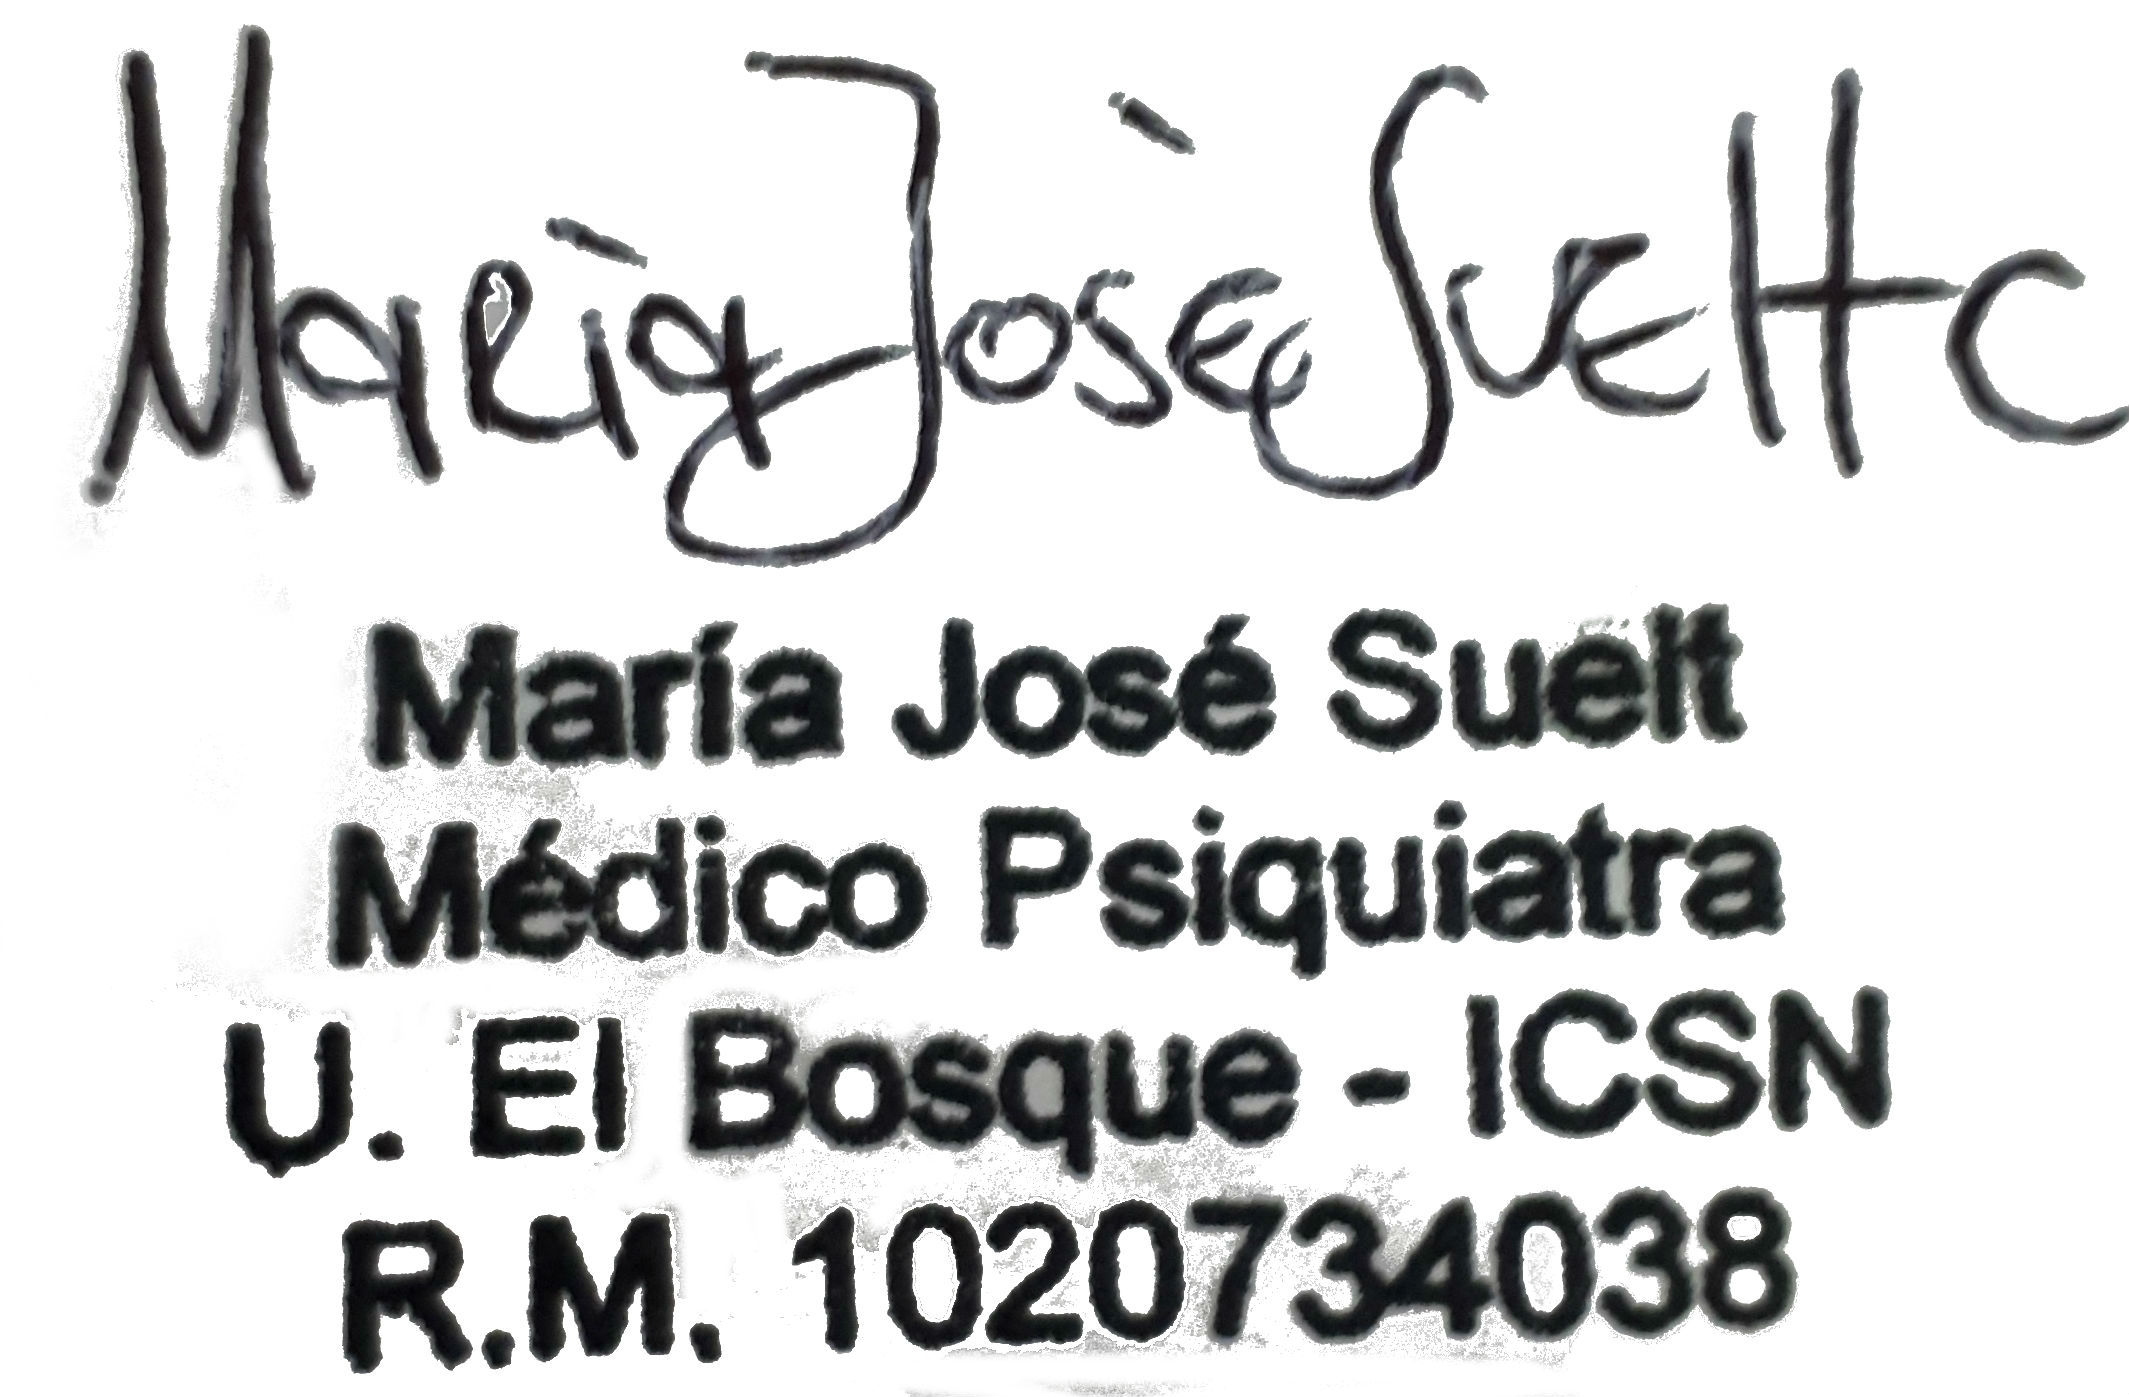 María José Suelt C
María José Suelt
Médico Psiquiatra
U. El Bosque - ICSN
R.M. 1020734038